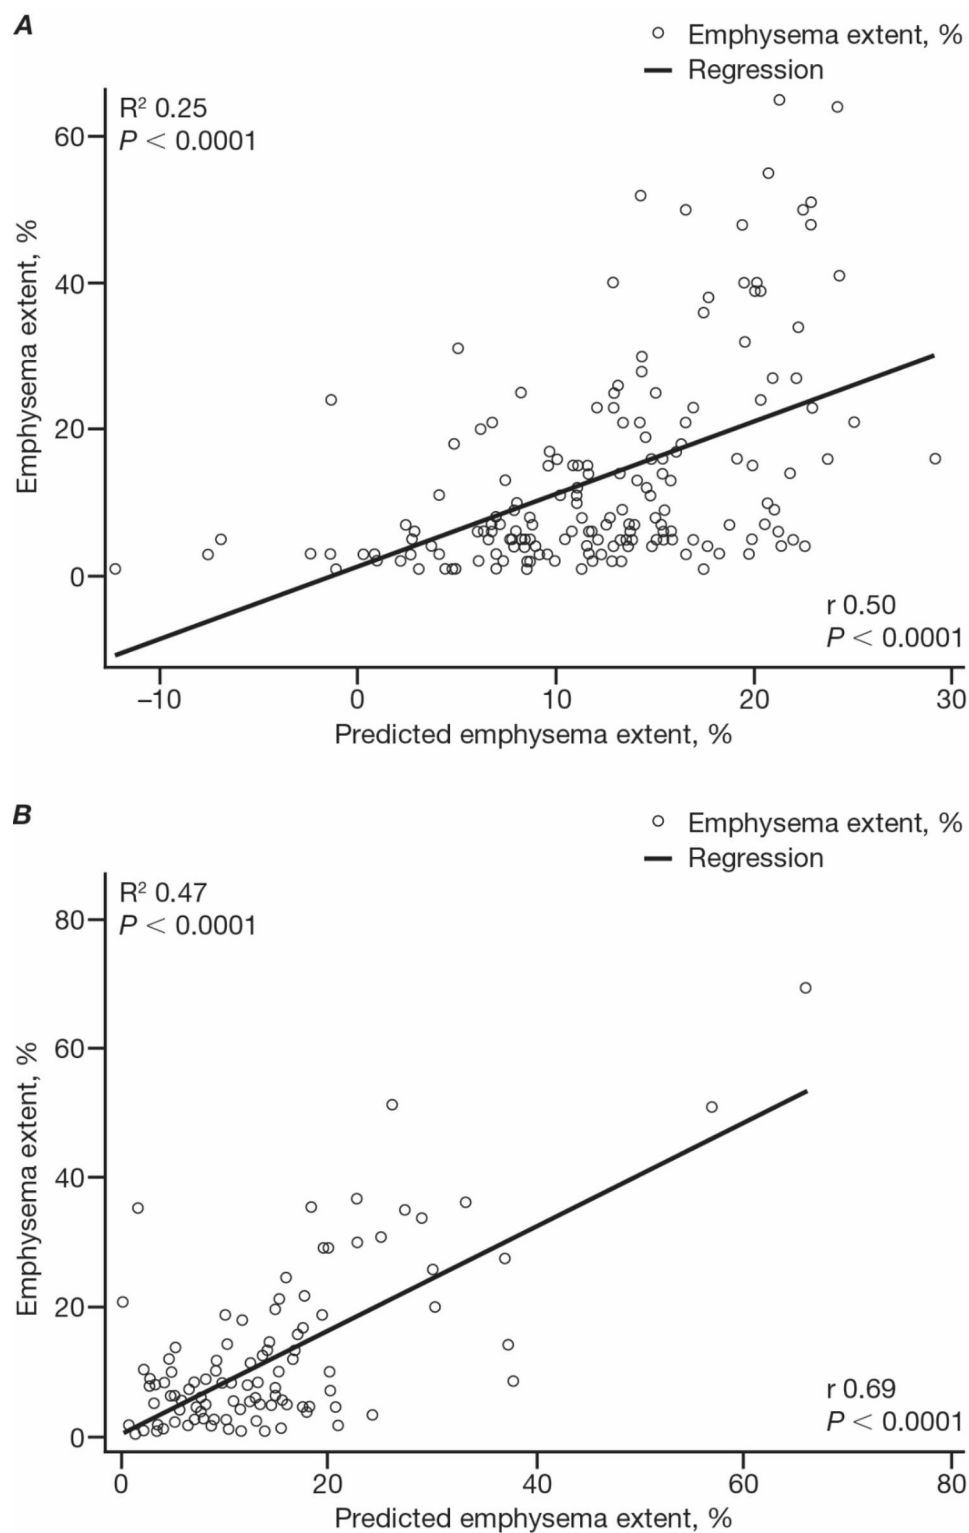 A
Emphysema extent, %
Regression
R² 0.25
P < 0.0001
60
40
20
0
Emphysema extent, %
r 0.50
P < 0.0001
−10 0 10 20 30
Predicted emphysema extent, %
B
Emphysema extent, %
Regression
R² 0.47
P < 0.0001
80
60
40
20
0
Emphysema extent, %
r 0.69
P < 0.0001
0 20 40 60 80
Predicted emphysema extent, %